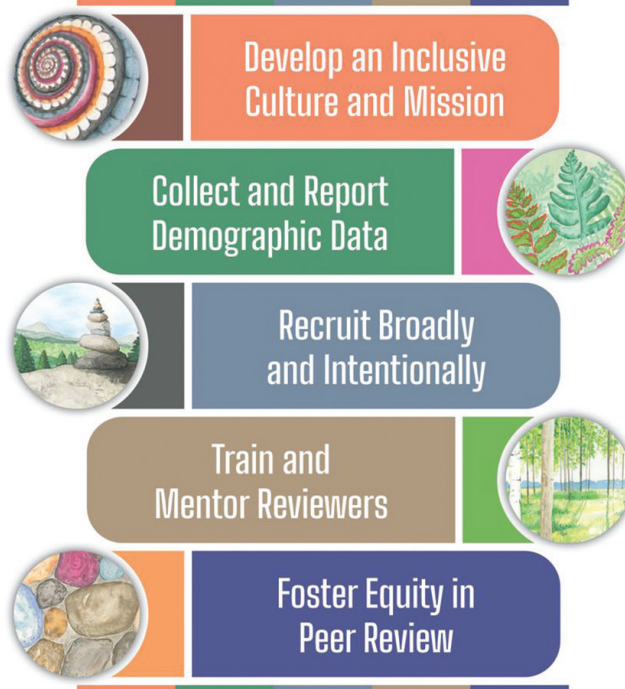 Develop an Inclusive
Culture and Mission
Collect and Report
Demographic Data
Recruit Broadly
and Intentionally
Train and
Mentor Reviewers
Foster Equity in
Peer Review